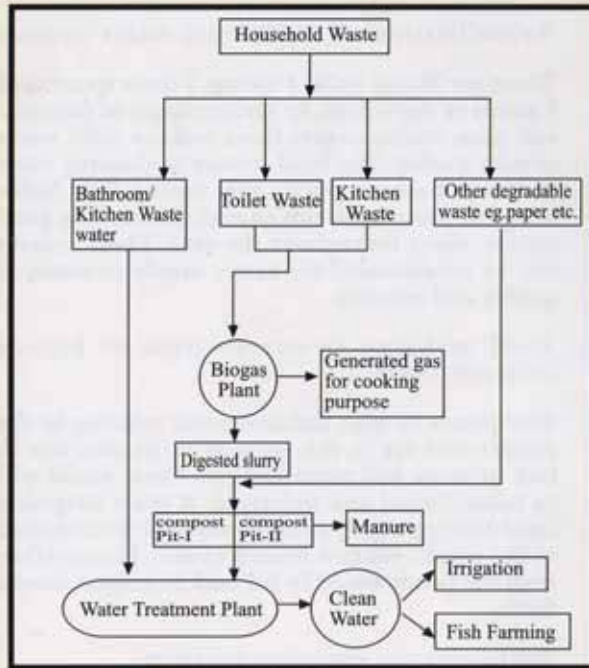 Household Waste
Bathroom/
Kitchen Waste
water
Toilet Waste
Kitchen
Waste
Other degradable
waste eg.paper etc.
Biogas
Plant
Generated gas
for cooking
purpose
Digested slurry
compost
Pit-I
compost
Pit-II
Manure
Water Treatment Plant
Clean
Water
Irrigation
Fish Farming